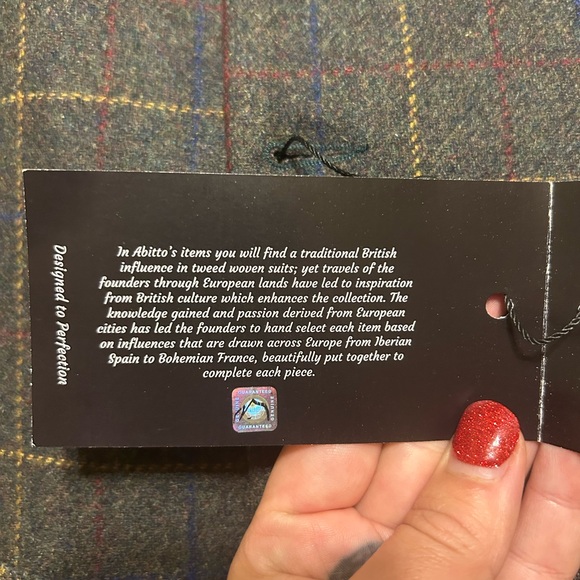 Designed to Perfection
In Abitto's items you will find a traditional British
influence in tweed woven suits; yet travels of the
founders through European lands have led to inspiration
from British culture which enhances the collection. The
knowledge gained and passion derived from European
cities has led the founders to hand select each item based
on influences that are drawn across Europe from Iberian
Spain to Bohemian France, beautifully put together to
complete each piece.
GUARANTEED
GUARANTEED